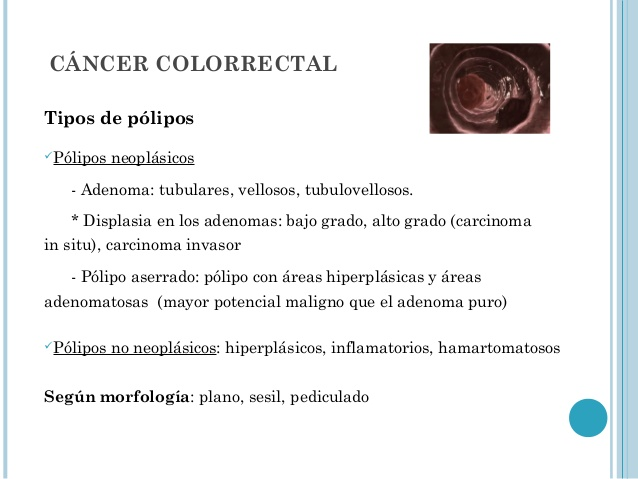 CÁNCER COLORRECTAL
Tipos de pólipos
✓Pólipos neoplásicos
- Adenoma: tubulares, vellosos, tubulovellosos.
* Displasia en los adenomas: bajo grado, alto grado (carcinoma
in situ), carcinoma invasor
- Pólipo aserrado: pólipo con áreas hiperplásicas y áreas
adenomatosas (mayor potencial maligno que el adenoma puro)
✓Pólipos no neoplásicos: hiperplásicos, inflamatorios, hamartomatosos
Según morfología: plano, sesil, pediculado